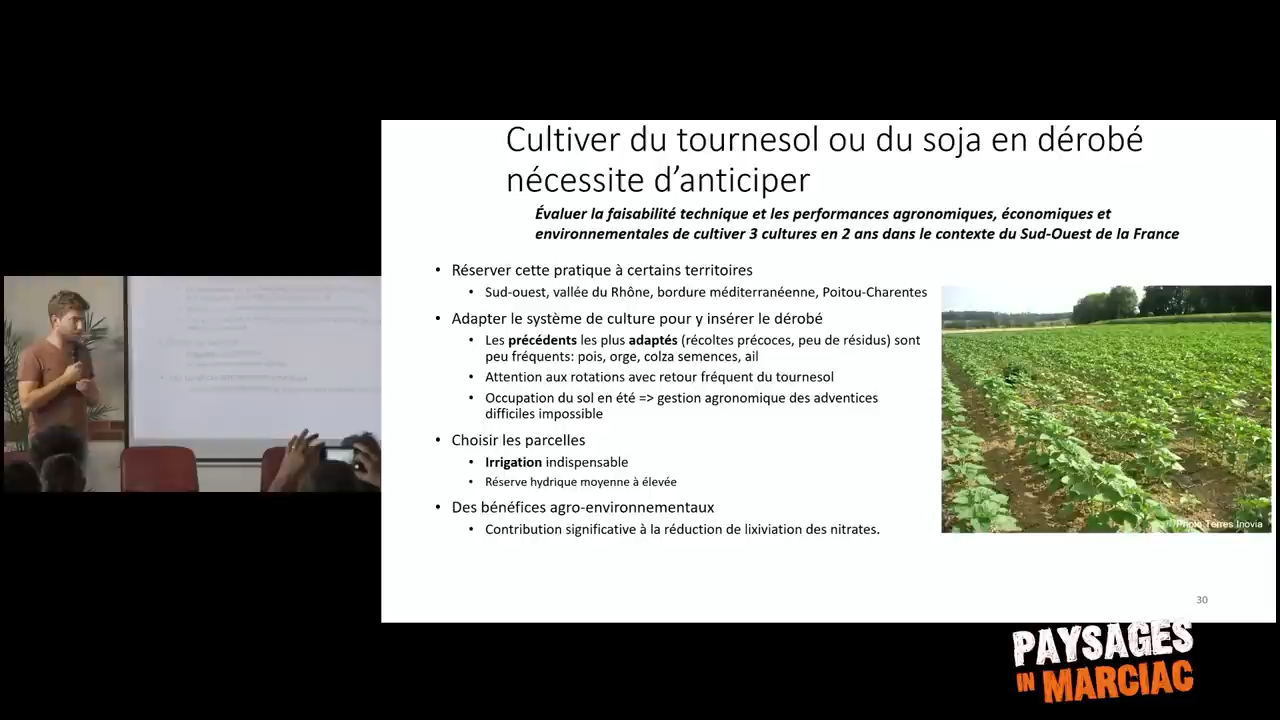 Cultiver du tournesol ou du soja en dérobé
nécessite d'anticiper
Évaluer la faisabilité technique et les performances agronomiques, économiques et
environnementales de cultiver 3 cultures en 2 ans dans le contexte du Sud-Ouest de la France
• Réserver cette pratique à certains territoires
• Sud-ouest, vallée du Rhône, bordure méditerranéenne, Poitou-Charentes
• Adapter le système de culture pour y insérer le dérobé
• Les précédents les plus adaptés (récoltes précoces, peu de résidus) sont
peu fréquents: pois, orge, colza semences, ail
• Attention aux rotations avec retour fréquent du tournesol
• Occupation du sol en été => gestion agronomique des adventices
difficiles impossible
• Choisir les parcelles
• Irrigation indispensable
• Réserve hydrique moyenne à élevée
• Des bénéfices agro-environnementaux
• Contribution significative à la réduction de lixiviation des nitrates.
Photo Terres Inovia
30
PAYSAGES
IN MARCIAC